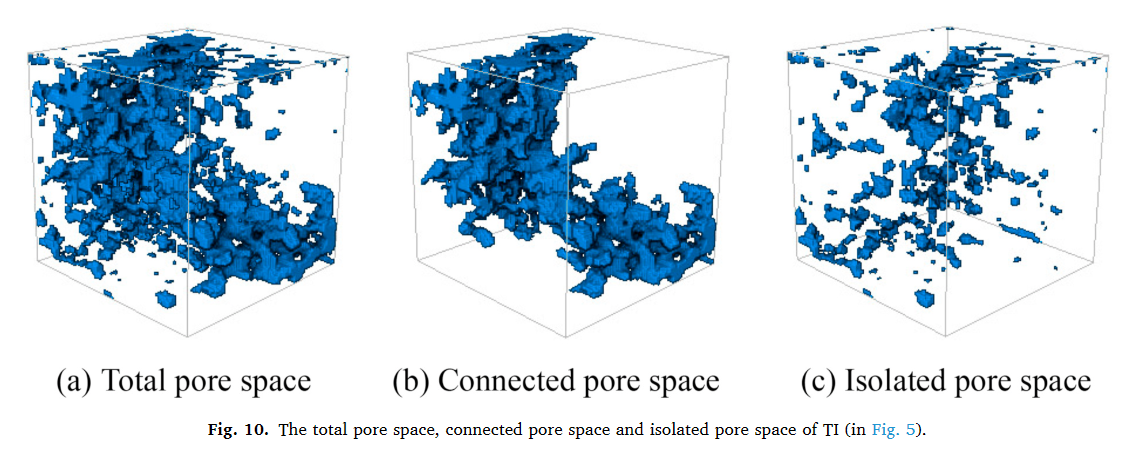 (a) Total pore space
(b) Connected pore space
(c) Isolated pore space
Fig. 10. The total pore space, connected pore space and isolated pore space of TI (in Fig. 5).